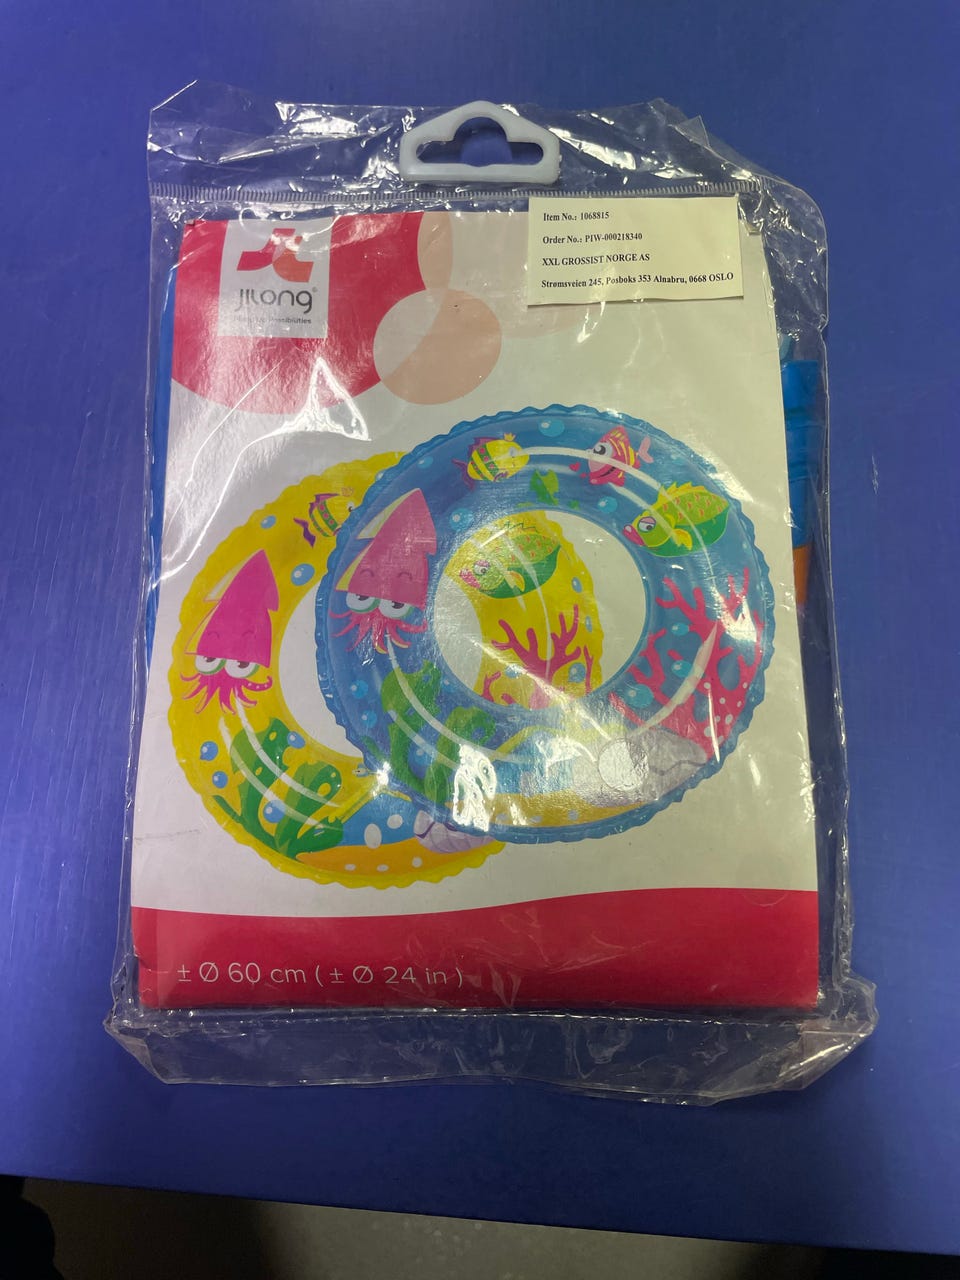 JILONG®
Possibilities
Item No.: 1068815
Order No.: PIW-000218340
XXL GROSSIST NORGE AS
Strømsveien 245, Posboks 353 Alnabru, 0668 OSLO
± Ø 60 cm ( ± Ø 24 in )